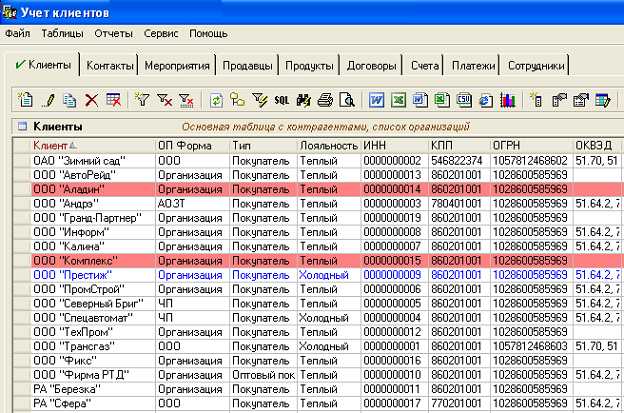 Учет клиентов
Файл Таблицы Отчеты Сервис Помощь
Клиенты Контакты Мероприятия Продавцы Продукты Договоры Счета Платежи Сотрудники
SQL
Клиенты Основная таблица с контрагентами, список организаций
Клиент ОП Форма Тип Лояльность ИНН КПП ОГРН ОКВЭД
ОАО "Зимний сад" ООО Покупатель Теплый 0000000002 546822374 1057812468602 51.70, 51
ООО "АвтоРейд" Организация Покупатель Теплый 0000000013 860201001 1028600585969
ООО "Аладин" Организация Покупатель Теплый 0000000014 860201001 1028600585969
ООО "Андрэ" АОЗТ Покупатель Теплый 0000000003 780401001 1028600585969 51.64.2, 7
ООО "Гранд-Партнер" Организация Покупатель Теплый 0000000019 860201001 1028600585969
ООО "Информ" Организация Покупатель Теплый 0000000008 860201001 1028600585969 51.64.2, 7
ООО "Калина" Организация Покупатель Теплый 0000000007 860201001 1028600585969 51.64.2, 7
ООО "Комплекс" Организация Покупатель Теплый 0000000015 860201001 1028600585969
ООО "Престиж" Организация Покупатель Холодный 0000000009 860201001 1028600585969 51.64.2, 7
ООО "ПромСтрой" Организация Покупатель Теплый 0000000006 860201001 1028600585969 51.64.2, 7
ООО "Северный Бриг" ЧП Покупатель Теплый 0000000005 860201001 1028600585969 51.64.2, 7
ООО "Спецавтомат" ЧП Покупатель Холодный 0000000004 860201001 1028600585969 51.64.2, 7
ООО "ТехПром" Организация Покупатель Теплый 0000000012 860201001 1028600585969
ООО "Трансгаз" ООО Покупатель Холодный 0000000001 860201001 1057812468603 51.70, 51
ООО "Фикс" Организация Покупатель Теплый 0000000016 860201001 1028600585969
ООО "Фирма РТД" Организация Оптовый пок Теплый 0000000010 860201001 1028600585969 51.64.2, 7
РА "Березка" Организация Покупатель Теплый 0000000011 860201001 1028600585969 51.64.2, 7
РА "Сфера" ООО Покупатель Теплый 0000000017 770201001 1028600585969 51.64.2, 7